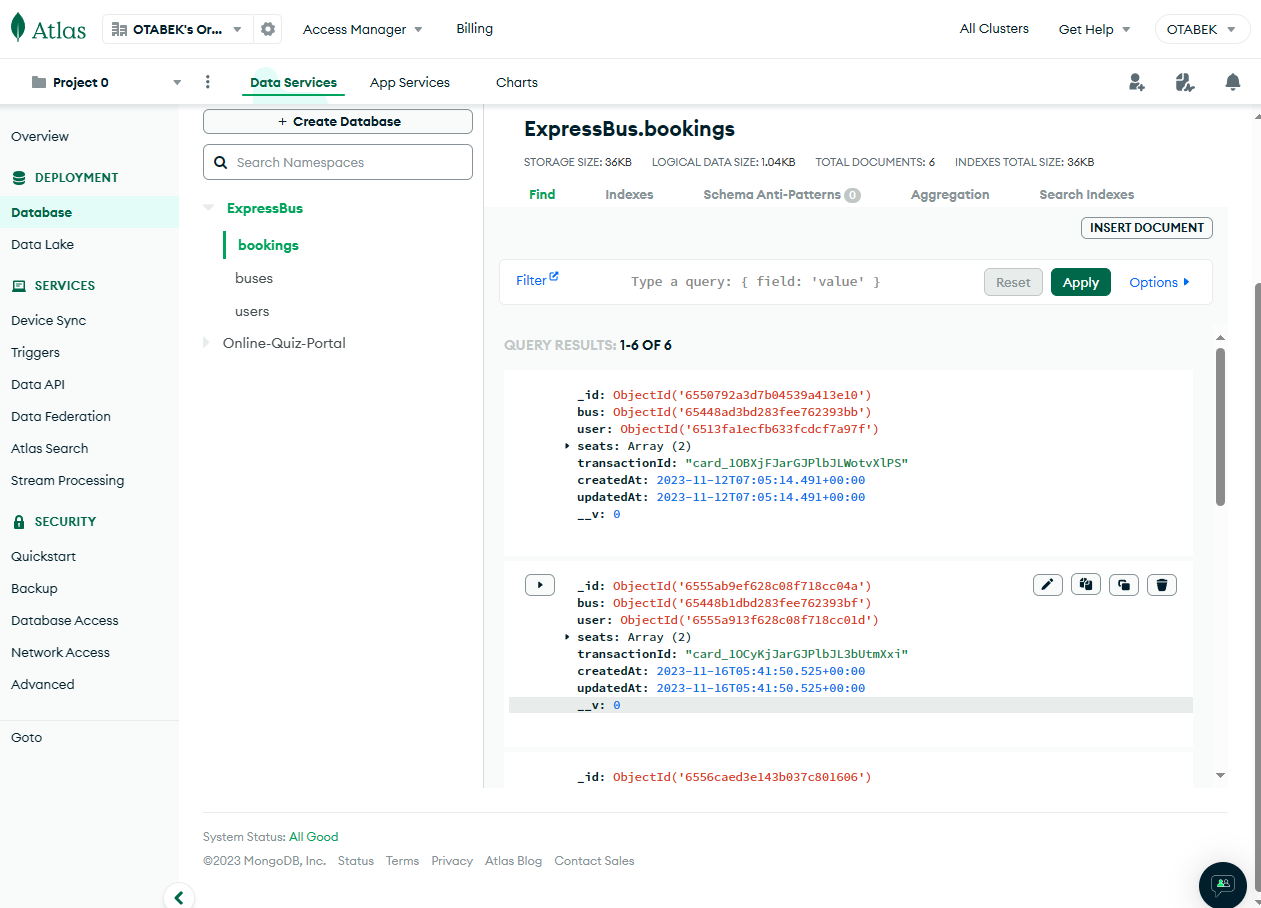 Atlas
OTABEK's Or...
Access Manager
Billing
All Clusters
Get Help
OTABEK
Project 0
Data Services
App Services
Charts
Overview
DEPLOYMENT
Database
Data Lake
SERVICES
Device Sync
Triggers
Data API
Data Federation
Atlas Search
Stream Processing
SECURITY
Quickstart
Backup
Database Access
Network Access
Advanced
Goto
+ Create Database
Search Namespaces
ExpressBus
bookings
buses
users
Online-Quiz-Portal
ExpressBus.bookings
STORAGE SIZE: 36KB LOGICAL DATA SIZE: 1.04KB TOTAL DOCUMENTS: 6 INDEXES TOTAL SIZE: 36KB
Find Indexes Schema Anti-Patterns 0 Aggregation Search Indexes
INSERT DOCUMENT
Filter Type a query: { field: 'value' } Reset Apply Options
QUERY RESULTS: 1-6 OF 6
_id: ObjectId('6550792a3d7b04539a413e10')
bus: ObjectId('65448ad3bd283fee762393bb')
user: ObjectId('6513fa1ecfb633fcdcf7a97f')
seats: Array (2)
transactionId: "card_1OBXjFJarGJPlbJLWotvXlPS"
createdAt: 2023-11-12T07:05:14.491+00:00
updatedAt: 2023-11-12T07:05:14.491+00:00
__v: 0
_id: ObjectId('6555ab9ef628c08f718cc04a')
bus: ObjectId('65448b1dbd283fee762393bf')
user: ObjectId('6555a913f628c08f718cc01d')
seats: Array (2)
transactionId: "card_1OCyKjJarGJPlbJL3bUtmXxi"
createdAt: 2023-11-16T05:41:50.525+00:00
updatedAt: 2023-11-16T05:41:50.525+00:00
__v: 0
_id: ObjectId('6556caed3e143b037c801606')
System Status: All Good
©2023 MongoDB, Inc. Status Terms Privacy Atlas Blog Contact Sales